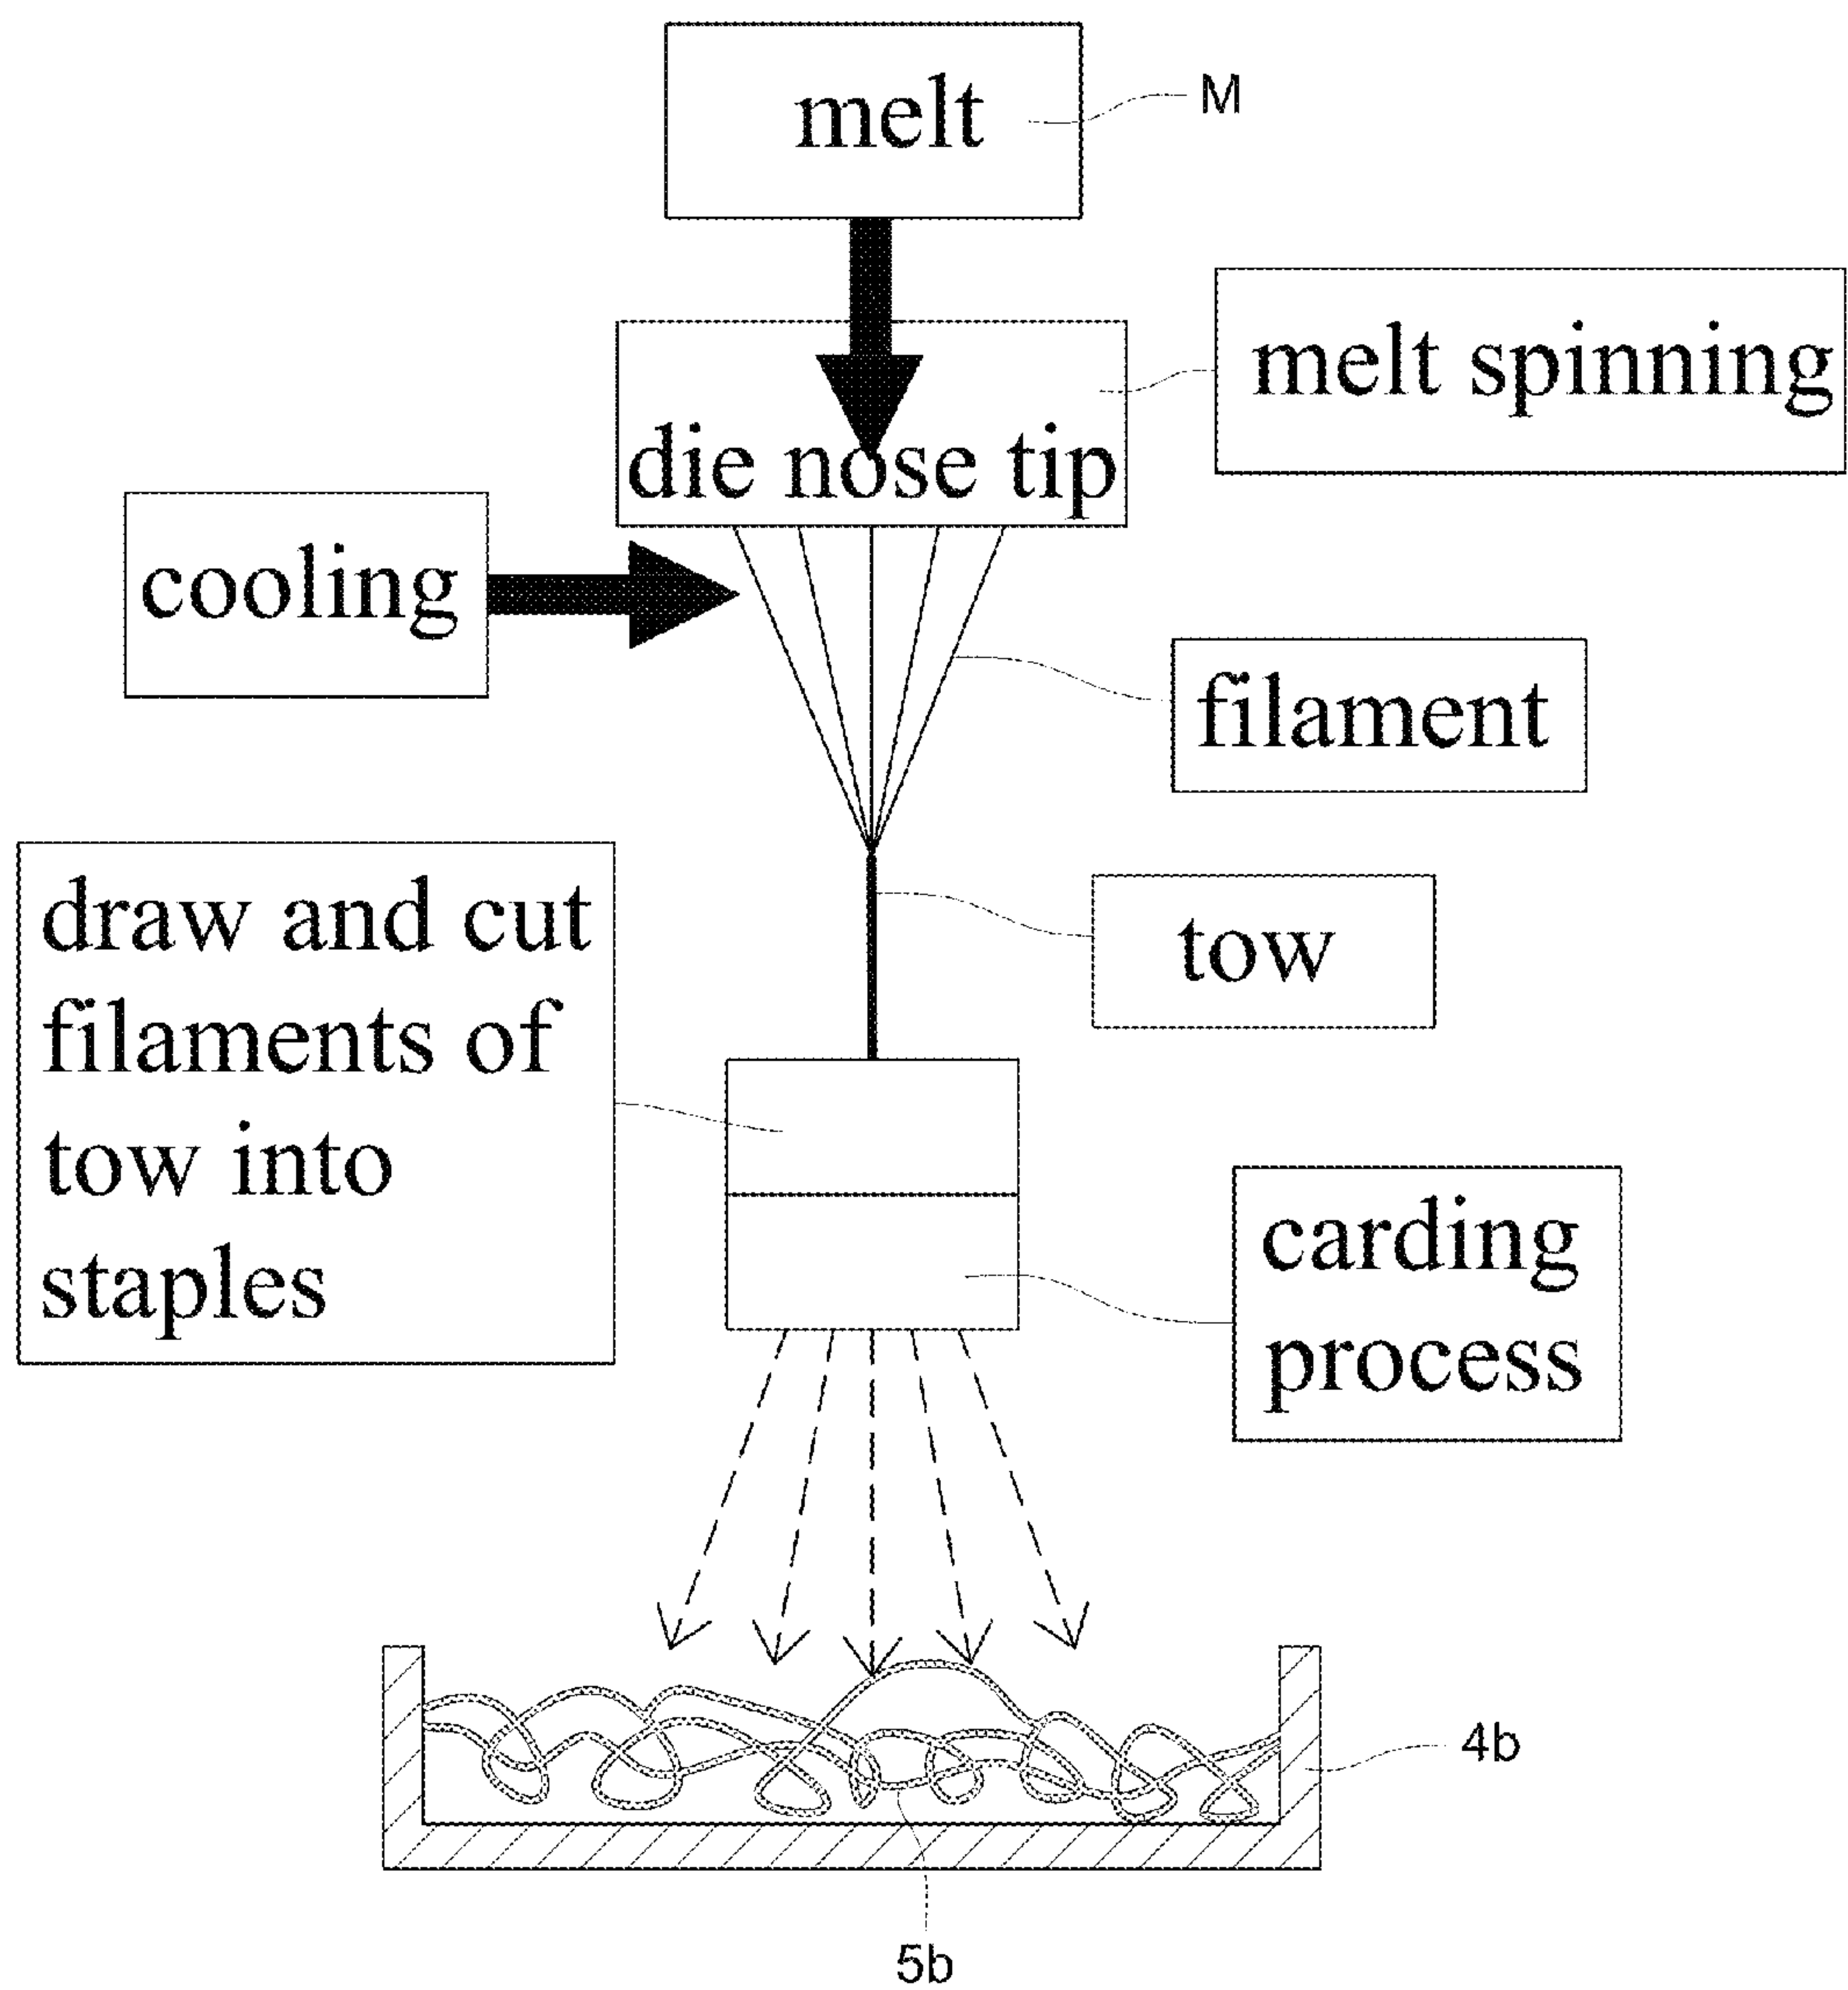 melt
M
melt spinning
die nose tip
cooling
filament
draw and cut
filaments of
tow into
staples
tow
carding
process
4b
5b